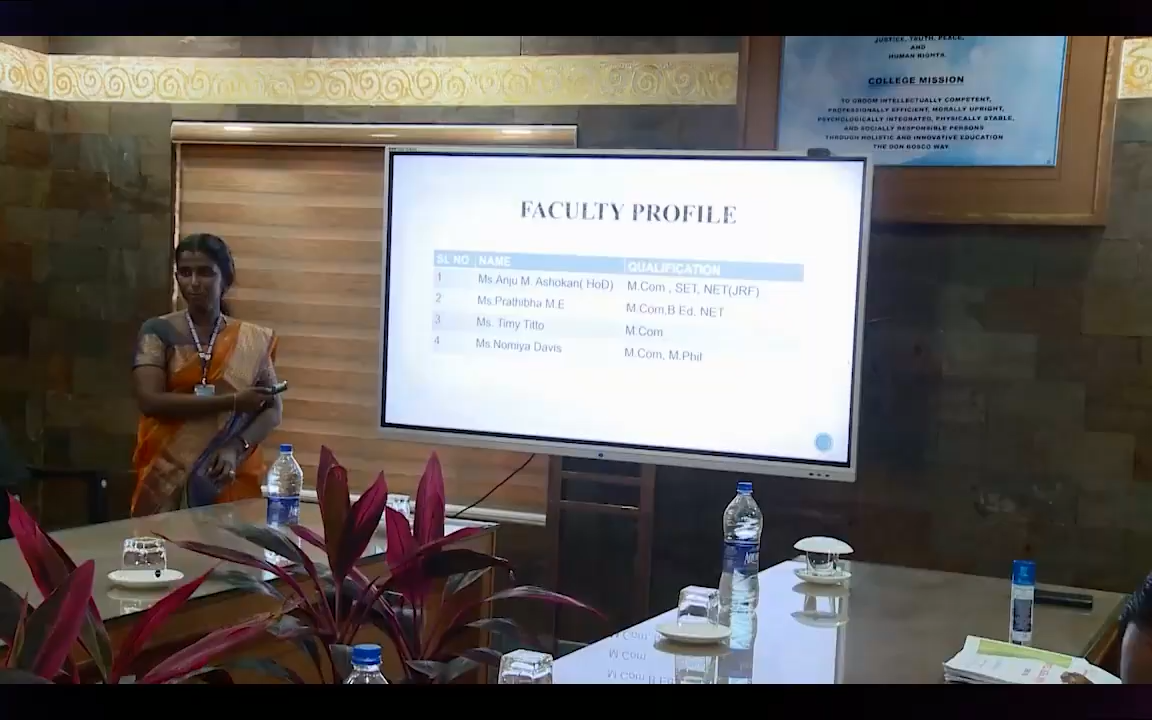 JUSTICE, TRUTH, PEACE,
AND
HUMAN RIGHTS.
COLLEGE MISSION
TO GROOM INTELLECTUALLY COMPETENT,
PROFESSIONALLY EFFICIENT, MORALLY UPRIGHT,
PSYCHOLOGICALLY INTEGRATED, PHYSICALLY STABLE,
AND SOCIALLY RESPONSIBLE PERSONS
THROUGH HOLISTIC AND INNOVATIVE EDUCATION
THE DON BOSCO WAY.
FACULTY PROFILE
SL NO NAME QUALIFICATION
1 Ms.Anju M. Ashokan( HoD) M.Com , SET, NET(JRF)
2 Ms.Prathibha M.E M.Com,B Ed, NET
3 Ms. Timy Titto M.Com
4 Ms.Nomiya Davis M.Com, M.Phil